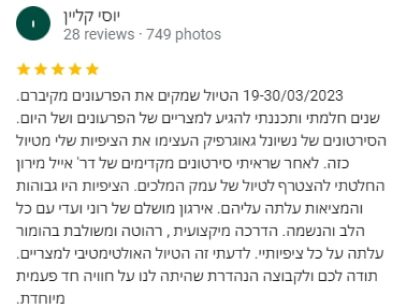 יוסי קליין
י
28 reviews · 749 photos
19-30/03/2023 הטיול שמקים את הפרעונים מקיברם.
שנים חלמתי ותכננתי להגיע למצריים של הפרעונים ושל היום.
הסירטונים של נשיונל גאוגרפיק העצימו את הציפיות שלי מטיול
כזה. לאחר שראיתי סירטונים מקדימים של דר' אייל מירון
החלטתי להצטרף לטיול של עמק המלכים. הציפיות היו גבוהות
והמציאות עלתה עליהם. אירגון מושלם של רוני ועדי עם כל
הלב והנשמה. הדרכה מיקצועית , רהוטה ומשולבת בהומור
עלתה על כל ציפיותיי. לדעתי זה הטיול האולטימטיבי למצריים.
תודה לכם ולקבוצה הנהדרת שהיתה לנו על חוויה חד פעמית
מיוחדת.